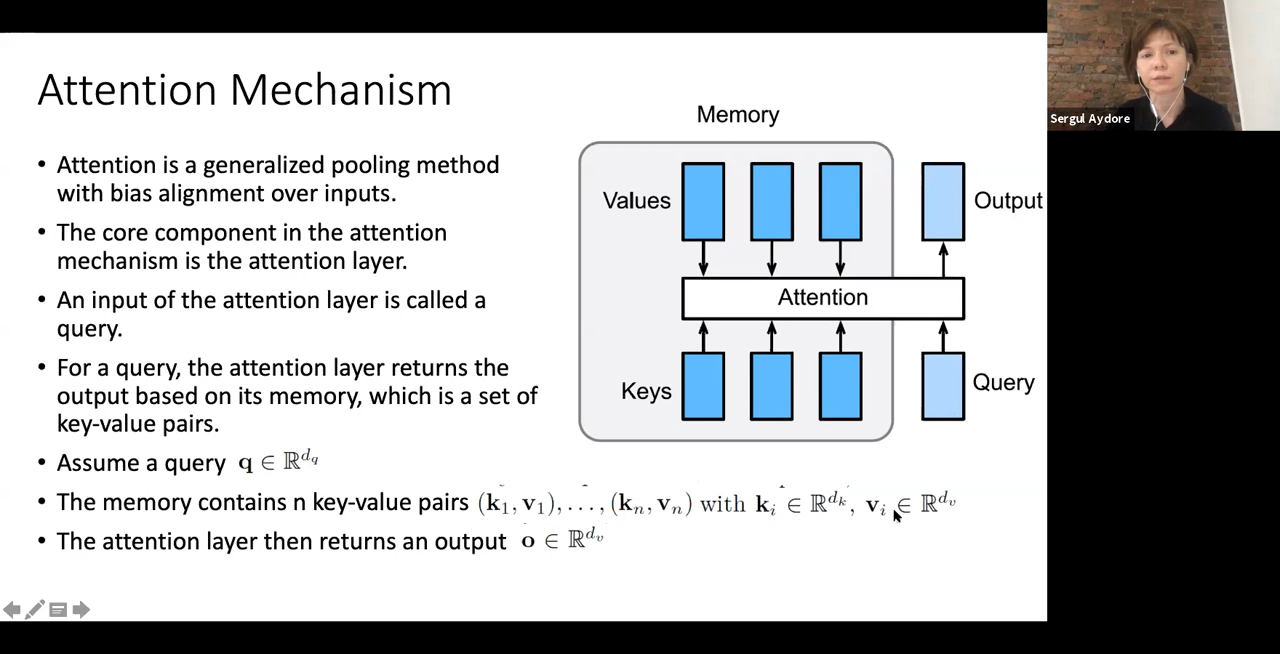 Attention Mechanism
• Attention is a generalized pooling method
with bias alignment over inputs.
• The core component in the attention
mechanism is the attention layer.
• An input of the attention layer is called a
query.
• For a query, the attention layer returns the
output based on its memory, which is a set of
key-value pairs.
• Assume a query q ∈ ℝ^{d_q}
• The memory contains n key-value pairs (k₁, v₁), …, (kₙ, vₙ) with kᵢ ∈ ℝ^{d_k}, vᵢ ∈ ℝ^{d_v}
• The attention layer then returns an output o ∈ ℝ^{d_v}
Memory
Values
Output
Attention
Keys
Query
Sergul Aydore